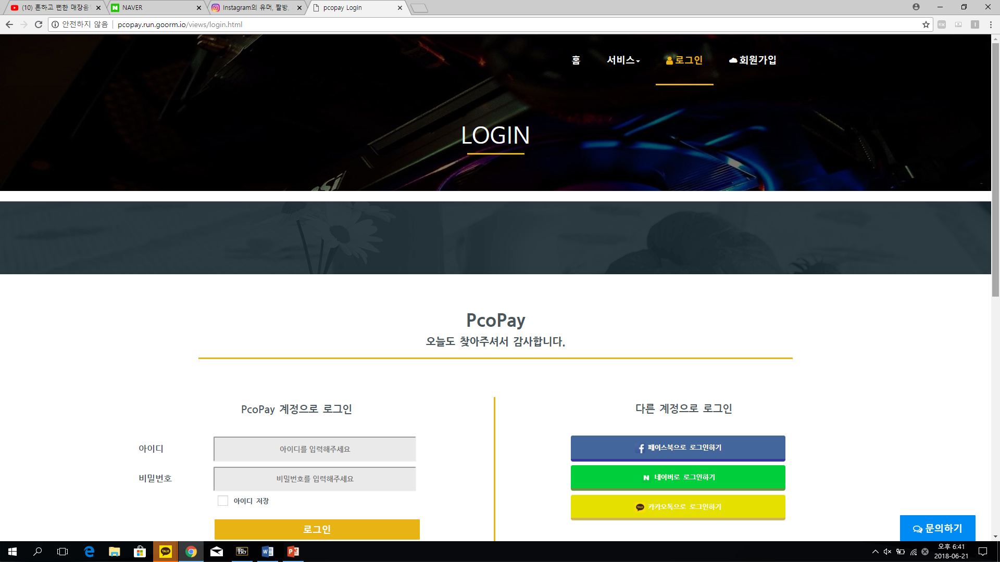 (10) 흔하고 뻔한 매장음
NAVER
Instagram의 유머, 짤방,
pcopay Login
안전하지 않음
pcopay.run.goorm.io/views/login.html
홈
서비스
로그인
회원가입
LOGIN
PcoPay
오늘도 찾아주셔서 감사합니다.
PcoPay 계정으로 로그인
아이디
아이디를 입력해주세요
비밀번호
비밀번호를 입력해주세요
아이디 저장
로그인
다른 계정으로 로그인
페이스북으로 로그인하기
N 네이버로 로그인하기
TALK 카카오톡으로 로그인하기
문의하기
TALK
Bb
오후 6:41
2018-06-21